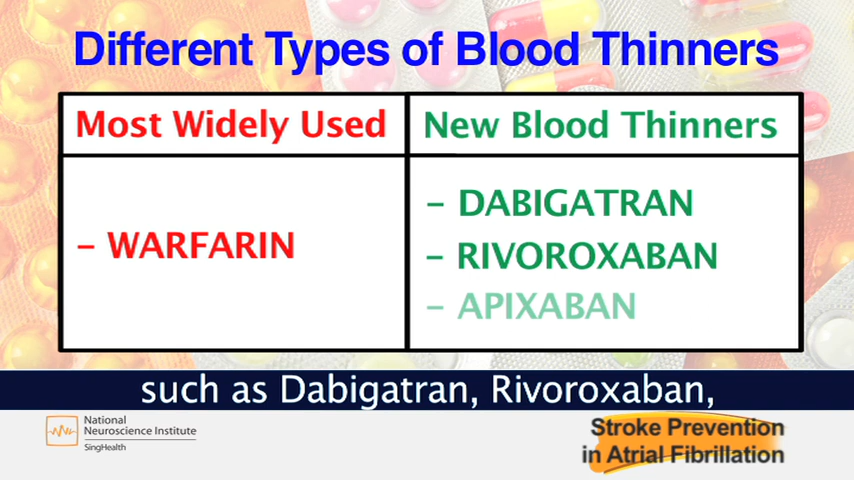 Different Types of Blood Thinners
Most Widely Used
New Blood Thinners
– WARFARIN
– DABIGATRAN
– RIVOROXABAN
– APIXABAN
such as Dabigatran, Rivoroxaban,
National
Neuroscience Institute
SingHealth
Stroke Prevention
in Atrial Fibrillation